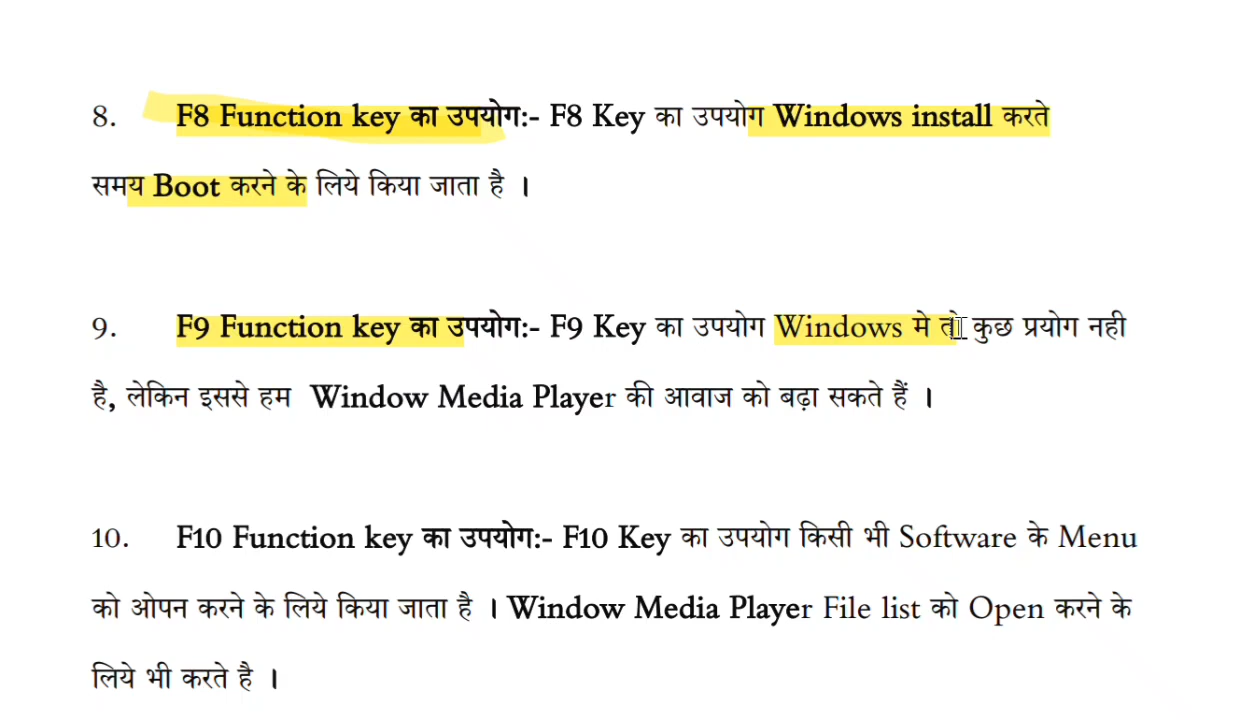 8. F8 Function key का उपयोग:- F8 Key का उपयोग Windows install करते
समय Boot करने के लिये किया जाता है ।
9. F9 Function key का उपयोग:- F9 Key का उपयोग Windows मे तो कुछ प्रयोग नही
है, लेकिन इससे हम Window Media Player की आवाज को बढ़ा सकते हैं ।
10. F10 Function key का उपयोग:- F10 Key का उपयोग किसी भी Software के Menu
को ओपन करने के लिये किया जाता है । Window Media Player File list को Open करने के
लिये भी करते है ।